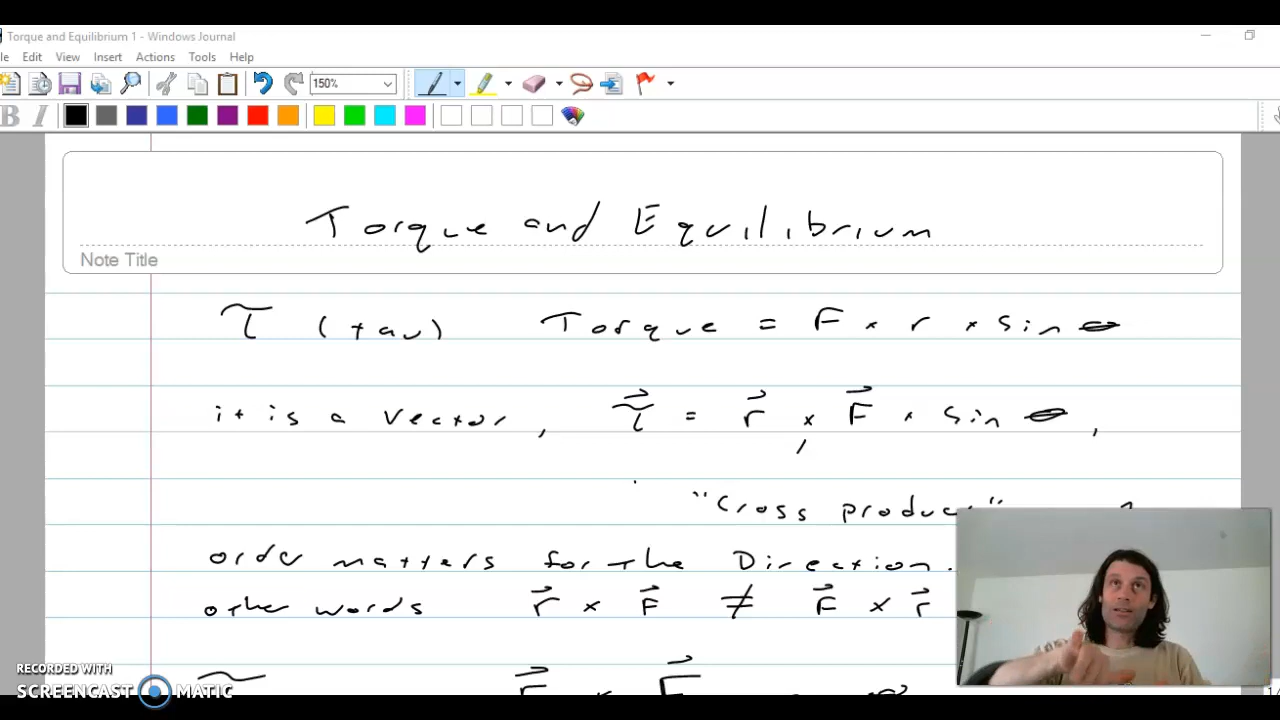 Torque and Equilibrium 1 - Windows Journal
Edit View Insert Actions Tools Help
150%
B I
Torque and Equilibrium
Note Title
τ (tau) Torque = F × r × sin θ
it is a vector, τ⃗ = r⃗ × F⃗ × sin θ,
"Cross product"
order matters for the Direction.
other words r⃗ × F⃗ ≠ F⃗ × r⃗
RECORDED WITH
SCREENCAST MATIC